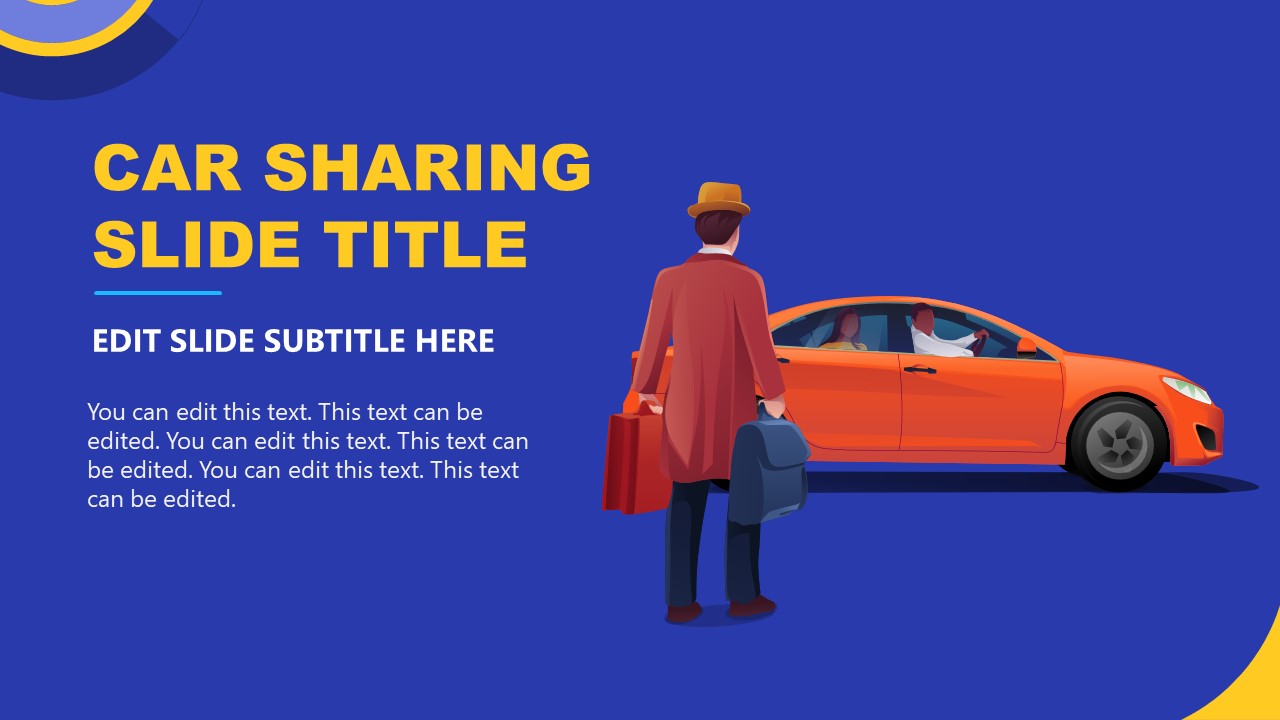 CAR SHARING
SLIDE TITLE
EDIT SLIDE SUBTITLE HERE
You can edit this text. This text can be
edited. You can edit this text. This text can
be edited. You can edit this text. This text
can be edited.